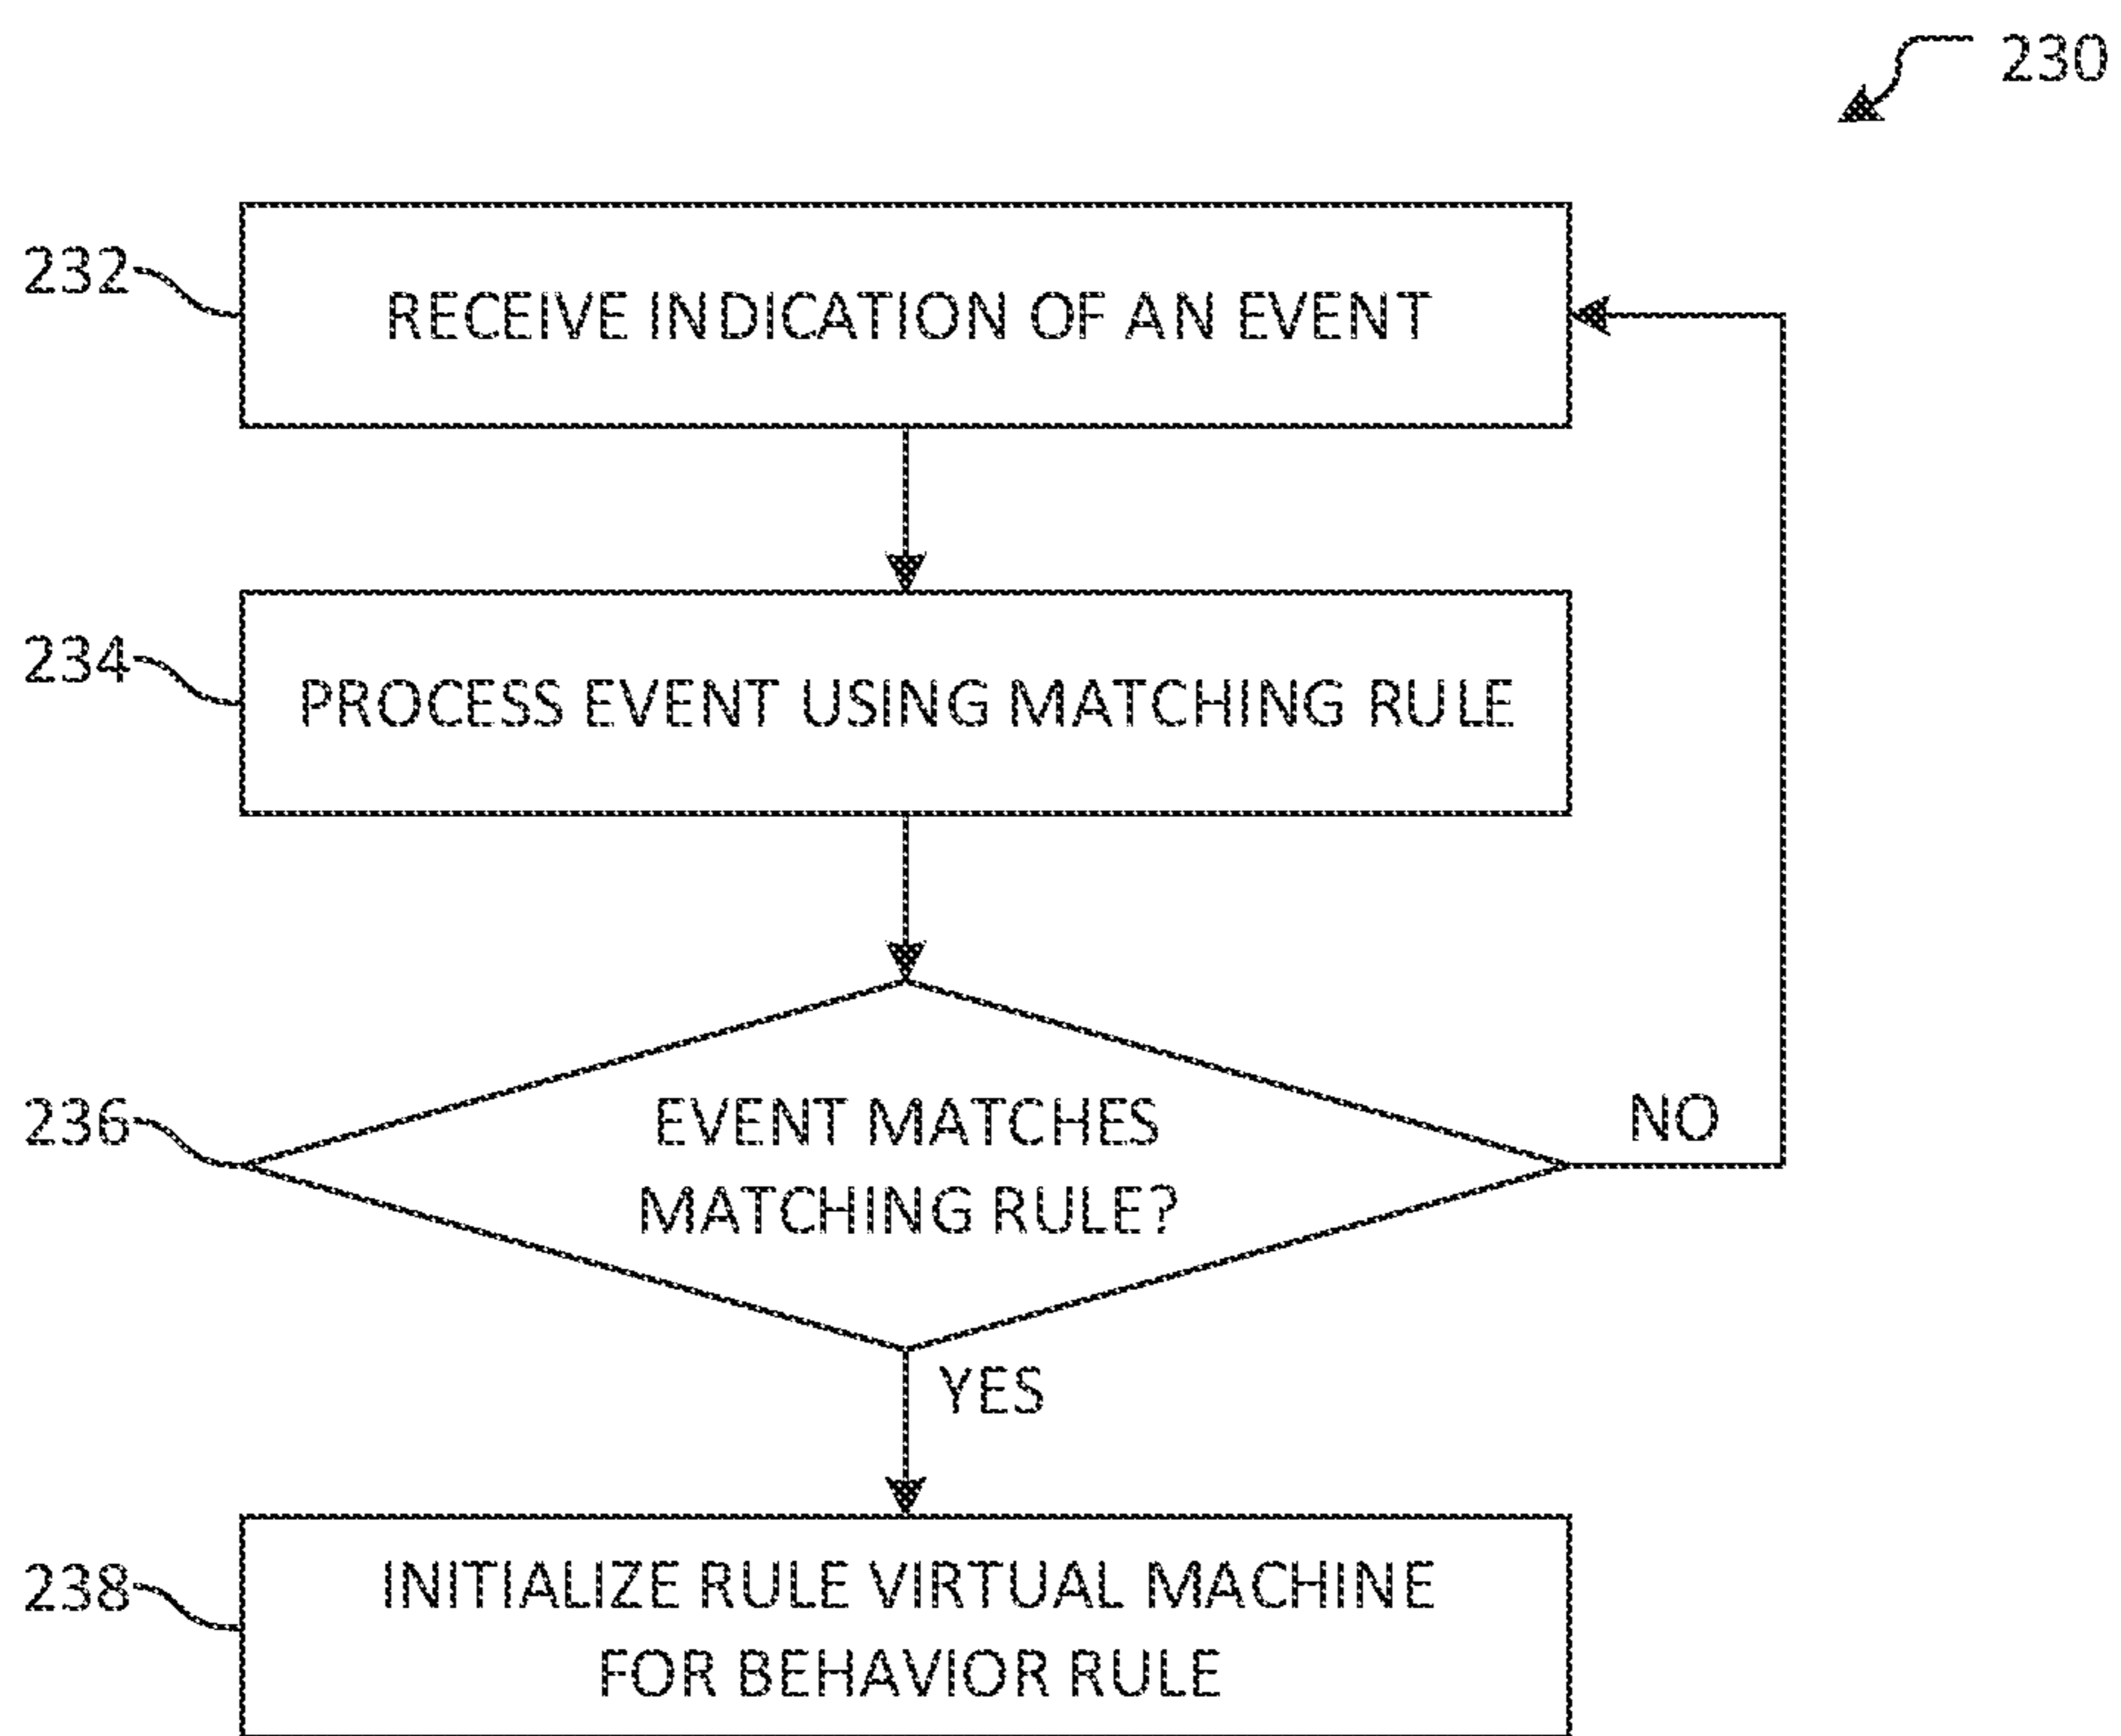 230
232
RECEIVE INDICATION OF AN EVENT
234
PROCESS EVENT USING MATCHING RULE
236
EVENT MATCHES
MATCHING RULE?
NO
YES
238
INITIALIZE RULE VIRTUAL MACHINE
FOR BEHAVIOR RULE